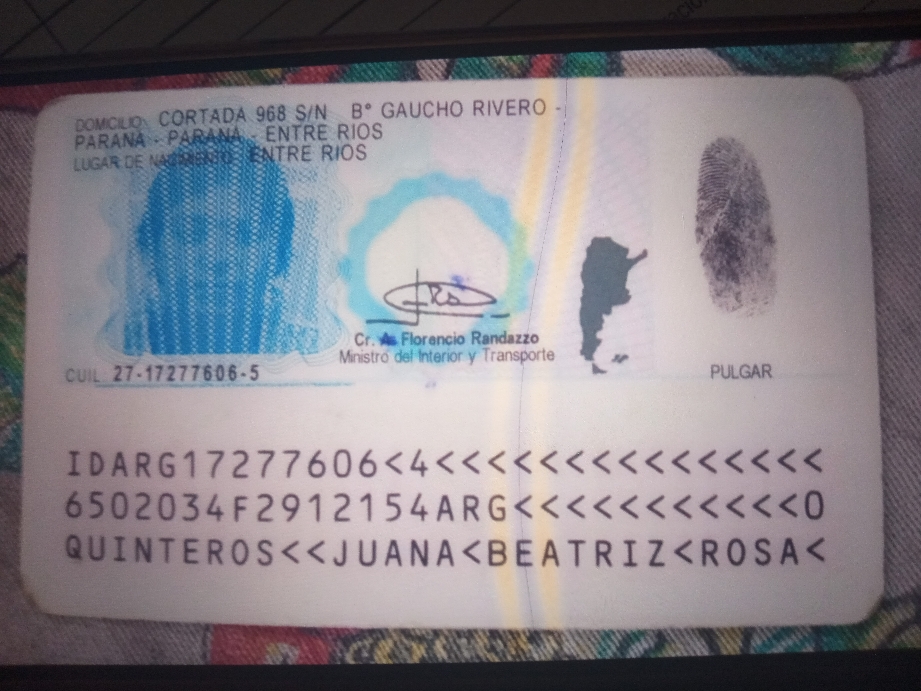 DOMICILIO: CORTADA 968 S/N B° GAUCHO RIVERO -
PARANA - PARANA - ENTRE RIOS
LUGAR DE NACIMIENTO: ENTRE RIOS
Cr. A. Florencio Randazzo
Ministro del Interior y Transporte
CUIL 27-17277606-5
PULGAR
IDARG17277606<4<<<<<<<<<<<<<<<
6502034F2912154ARG<<<<<<<<<<<0
QUINTEROS<<JUANA<BEATRIZ<ROSA<